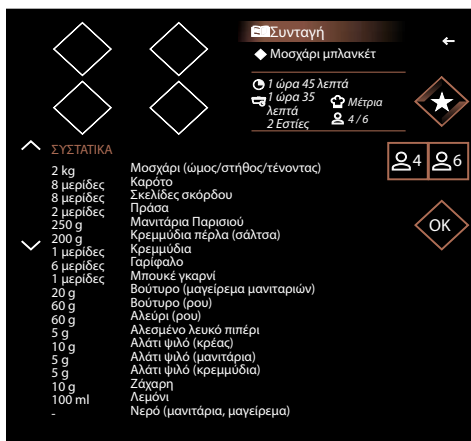 Συνταγή
Μοσχάρι μπλανκέτ
1 ώρα 45 λεπτά
1 ώρα 35 λεπτά
2 Εστίες
Μέτρια
4 / 6
ΣΥΣΤΑΤΙΚΑ
4 6
2 kg Μοσχάρι (ώμος/στήθος/τένοντας)
8 μερίδες Καρότο
8 μερίδες Σκελίδες σκόρδου
2 μερίδες Πράσα
250 g Μανιτάρια Παρισιού
200 g Κρεμμύδια πέρλα (σάλτσα)
1 μερίδες Κρεμμύδια
6 μερίδες Γαρίφαλο
1 μερίδες Μπουκέ γκαρνί
20 g Βούτυρο (μαγείρεμα μανιταριών)
60 g Βούτυρο (ρου)
60 g Αλεύρι (ρου)
5 g Αλεσμένο λευκό πιπέρι
10 g Αλάτι ψιλό (κρέας)
5 g Αλάτι ψιλό (μανιτάρια)
5 g Αλάτι ψιλό (κρεμμύδια)
10 g Ζάχαρη
100 ml Λεμόνι
- Νερό (μανιτάρια, μαγείρεμα)
OK